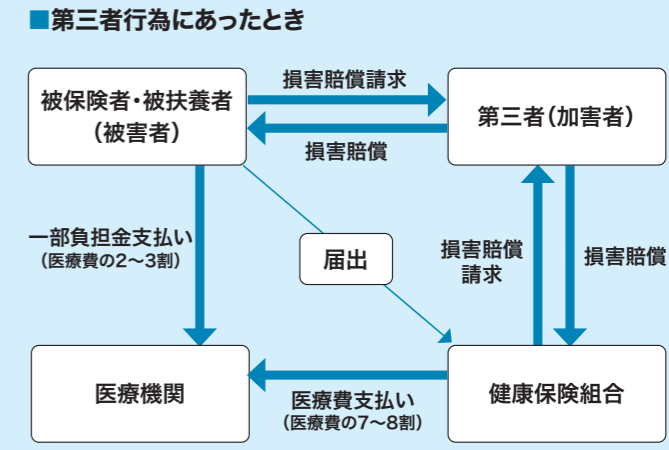 ■第三者行為にあったとき
被保険者・被扶養者
（被害者）
損害賠償請求
損害賠償
第三者（加害者）
一部負担金支払い
（医療費の2～3割）
届出
損害賠償
請求
損害賠償
医療機関
医療費支払い
（医療費の7～8割）
健康保険組合